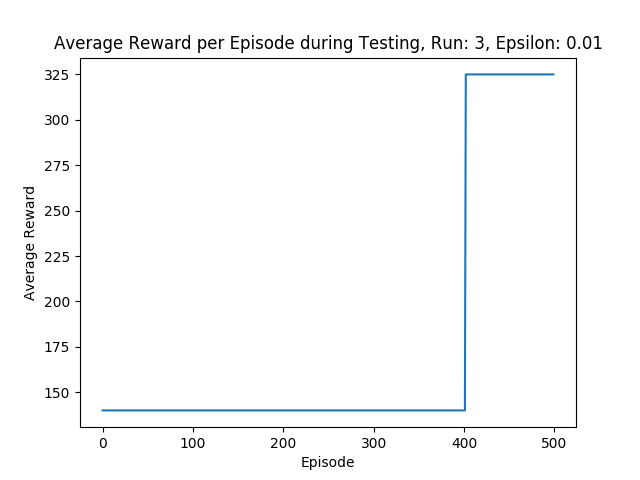 Average Reward per Episode during Testing, Run: 3, Epsilon: 0.01
325
300
275
250
225
200
175
150
Average Reward
0 100 200 300 400 500
Episode